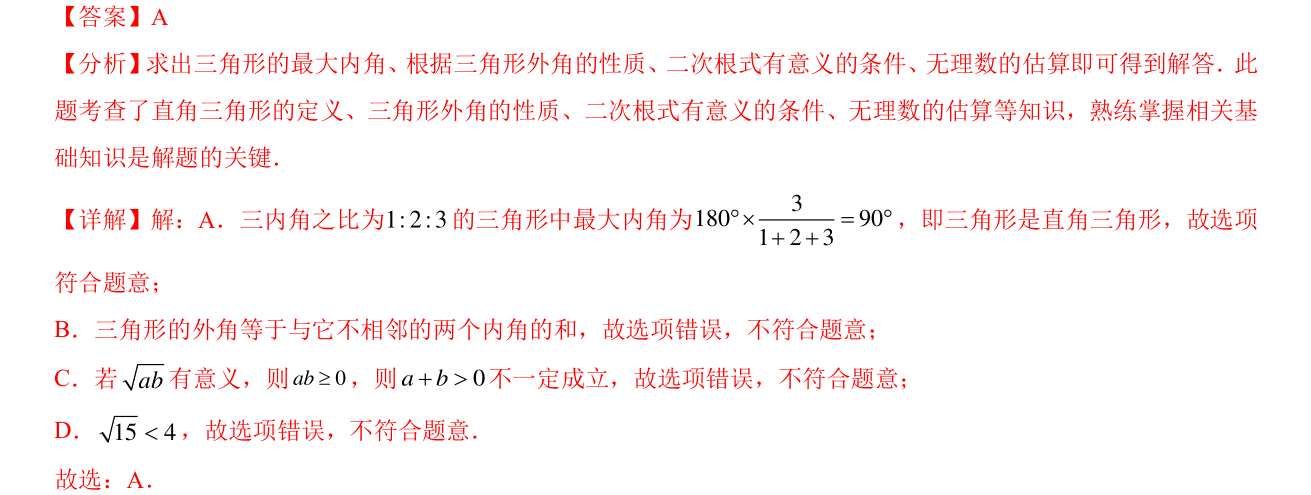 【答案】A
【分析】求出三角形的最大内角、根据三角形外角的性质、二次根式有意义的条件、无理数的估算即可得到解答．此
题考查了直角三角形的定义、三角形外角的性质、二次根式有意义的条件、无理数的估算等知识，熟练掌握相关基
础知识是解题的关键．
【详解】解：A．三内角之比为1:2:3的三角形中最大内角为180°×3/(1+2+3)=90°，即三角形是直角三角形，故选项
符合题意；
B．三角形的外角等于与它不相邻的两个内角的和，故选项错误，不符合题意；
C．若√ab有意义，则ab≥0，则a+b>0不一定成立，故选项错误，不符合题意；
D．√15<4，故选项错误，不符合题意．
故选：A．